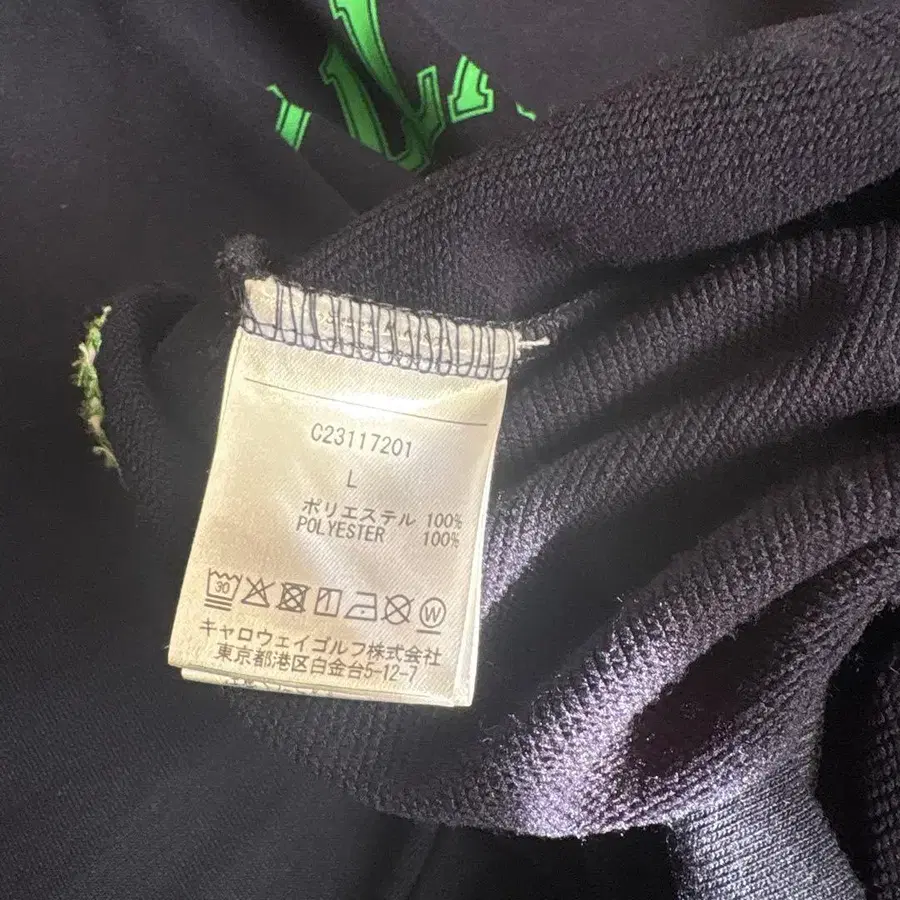 C23117201
L
ポリエステル 100%
POLYESTER 100%
30
W
キャロウェイゴルフ株式会社
東京都港区白金台5-12-7